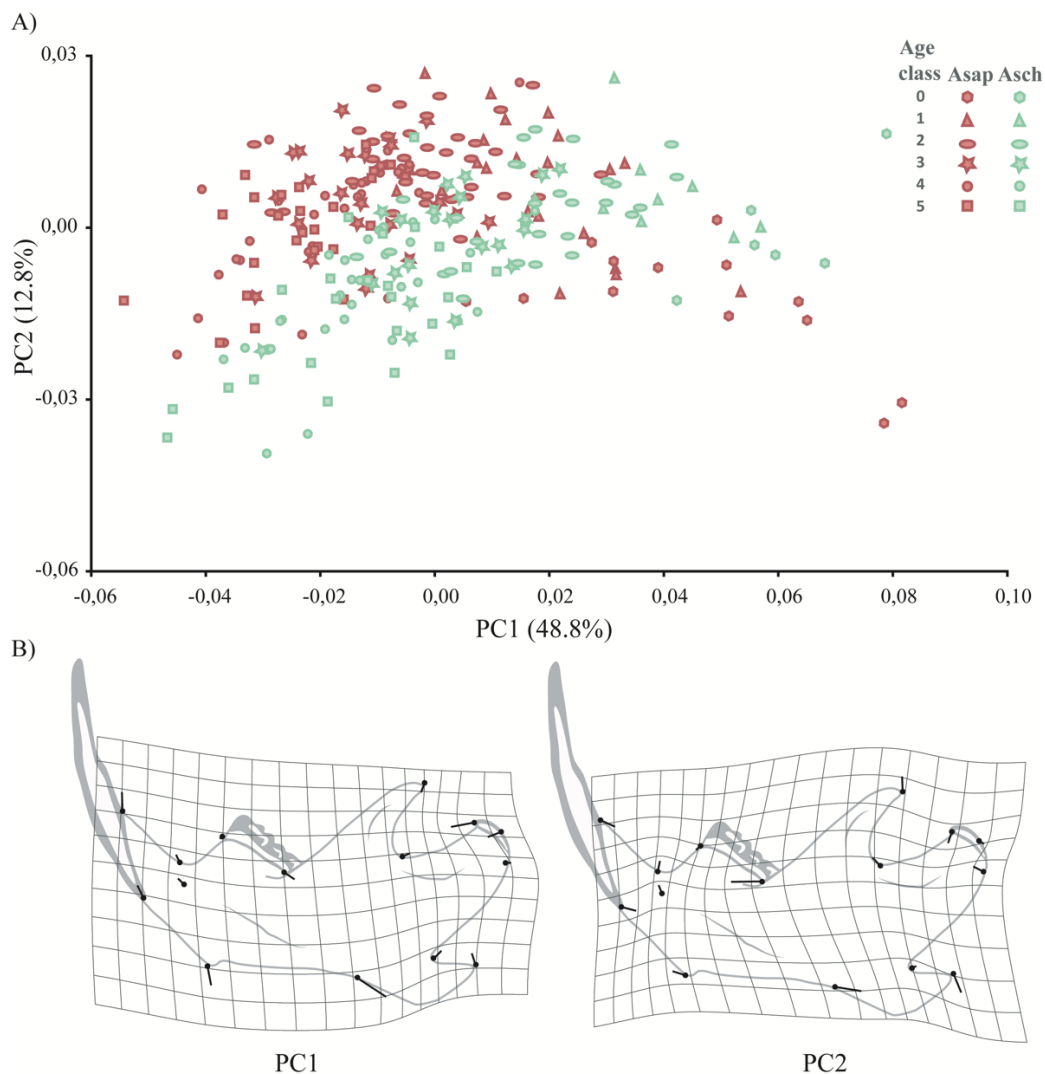 A)
0,03
0,00
-0,03
-0,06
PC2 (12.8%)
-0,06 -0,04 -0,02 0,00 0,02 0,04 0,06 0,08 0,10
PC1 (48.8%)
Age
class Asap Asch
0
1
2
3
4
5
B)
PC1 PC2